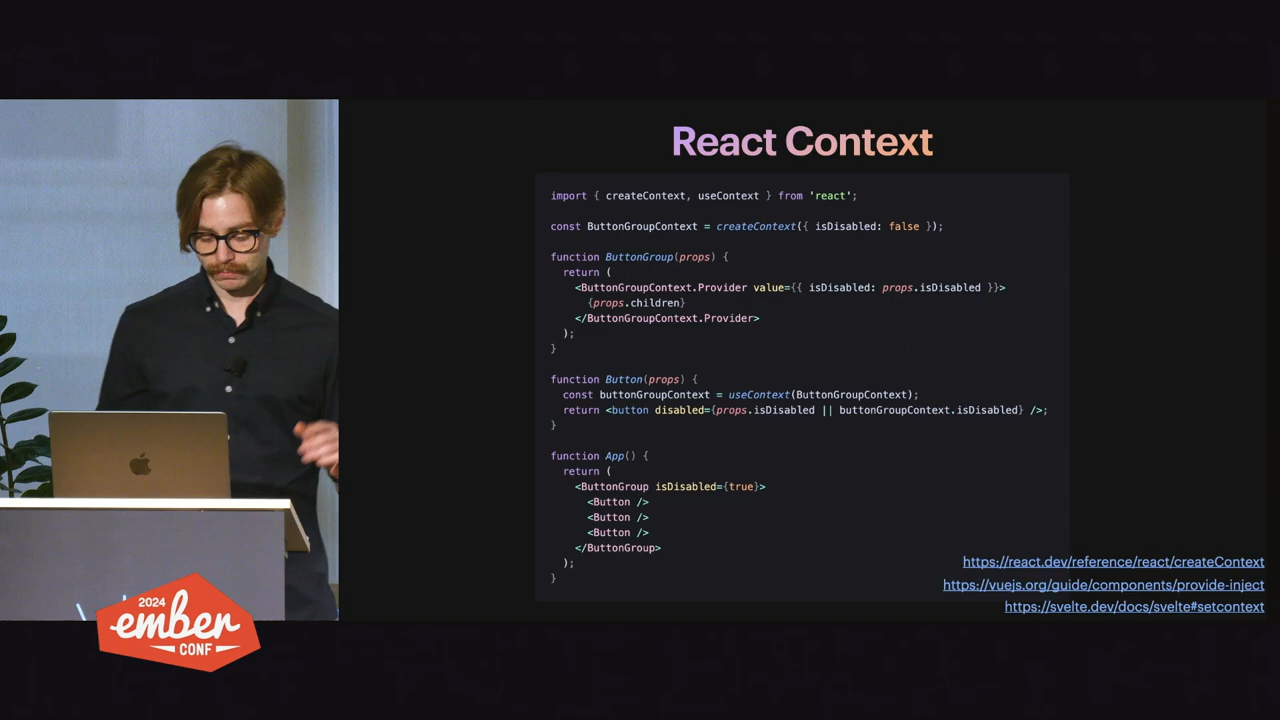 React Context
import { createContext, useContext } from 'react';
const ButtonGroupContext = createContext({ isDisabled: false });
function ButtonGroup(props) {
  return (
    <ButtonGroupContext.Provider value={{ isDisabled: props.isDisabled }}>
      {props.children}
    </ButtonGroupContext.Provider>
  );
}
function Button(props) {
  const buttonGroupContext = useContext(ButtonGroupContext);
  return <button disabled={props.isDisabled || buttonGroupContext.isDisabled} />;
}
function App() {
  return (
    <ButtonGroup isDisabled={true}>
      <Button />
      <Button />
      <Button />
    </ButtonGroup>
  );
}
https://react.dev/reference/react/createContext
https://vuejs.org/guide/components/provide-inject
https://svelte.dev/docs/svelte#setcontext
2024
ember
CONF